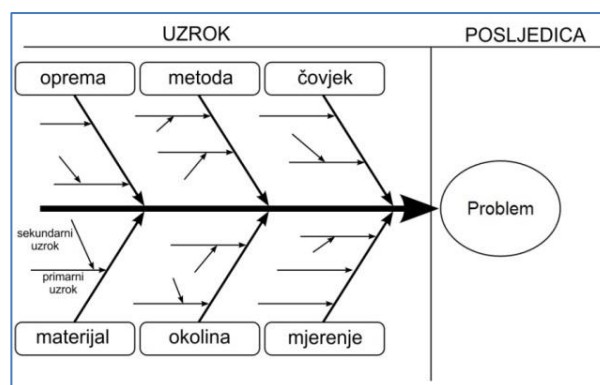 UZROK
POSLJEDICA
oprema
metoda
čovjek
Problem
sekundarni
uzrok
primarni
uzrok
materijal
okolina
mjerenje